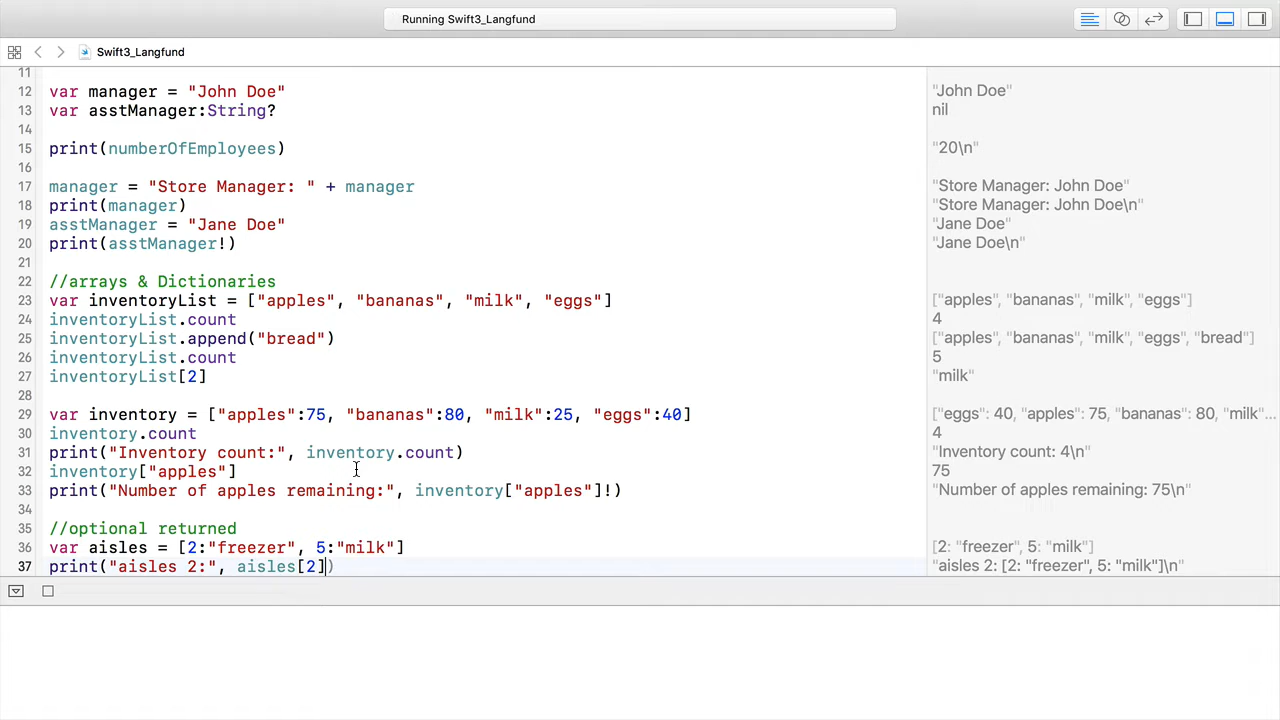 Running Swift3_Langfund
Swift3_Langfund
11
12 var manager = "John Doe" "John Doe"
13 var asstManager:String? nil
14
15 print(numberOfEmployees) "20\n"
16
17 manager = "Store Manager: " + manager "Store Manager: John Doe"
18 print(manager) "Store Manager: John Doe\n"
19 asstManager = "Jane Doe" "Jane Doe"
20 print(asstManager!) "Jane Doe\n"
21
22 //arrays & Dictionaries
23 var inventoryList = ["apples", "bananas", "milk", "eggs"] ["apples", "bananas", "milk", "eggs"]
24 inventoryList.count 4
25 inventoryList.append("bread") ["apples", "bananas", "milk", "eggs", "bread"]
26 inventoryList.count 5
27 inventoryList[2] "milk"
28
29 var inventory = ["apples":75, "bananas":80, "milk":25, "eggs":40] ["eggs": 40, "apples": 75, "bananas": 80, "milk"...
30 inventory.count 4
31 print("Inventory count:", inventory.count) "Inventory count: 4\n"
32 inventory["apples"] 75
33 print("Number of apples remaining:", inventory["apples"]!) "Number of apples remaining: 75\n"
34
35 //optional returned
36 var aisles = [2:"freezer", 5:"milk"] [2: "freezer", 5: "milk"]
37 print("aisles 2:", aisles[2]) "aisles 2: [2: "freezer", 5: "milk"]\n"